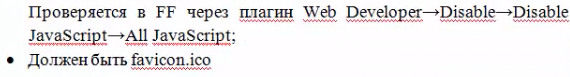 Проверяется в FF через плагин Web Developer→Disable→Disable
JavaScript→All JavaScript;
• Должен быть favicon.ico